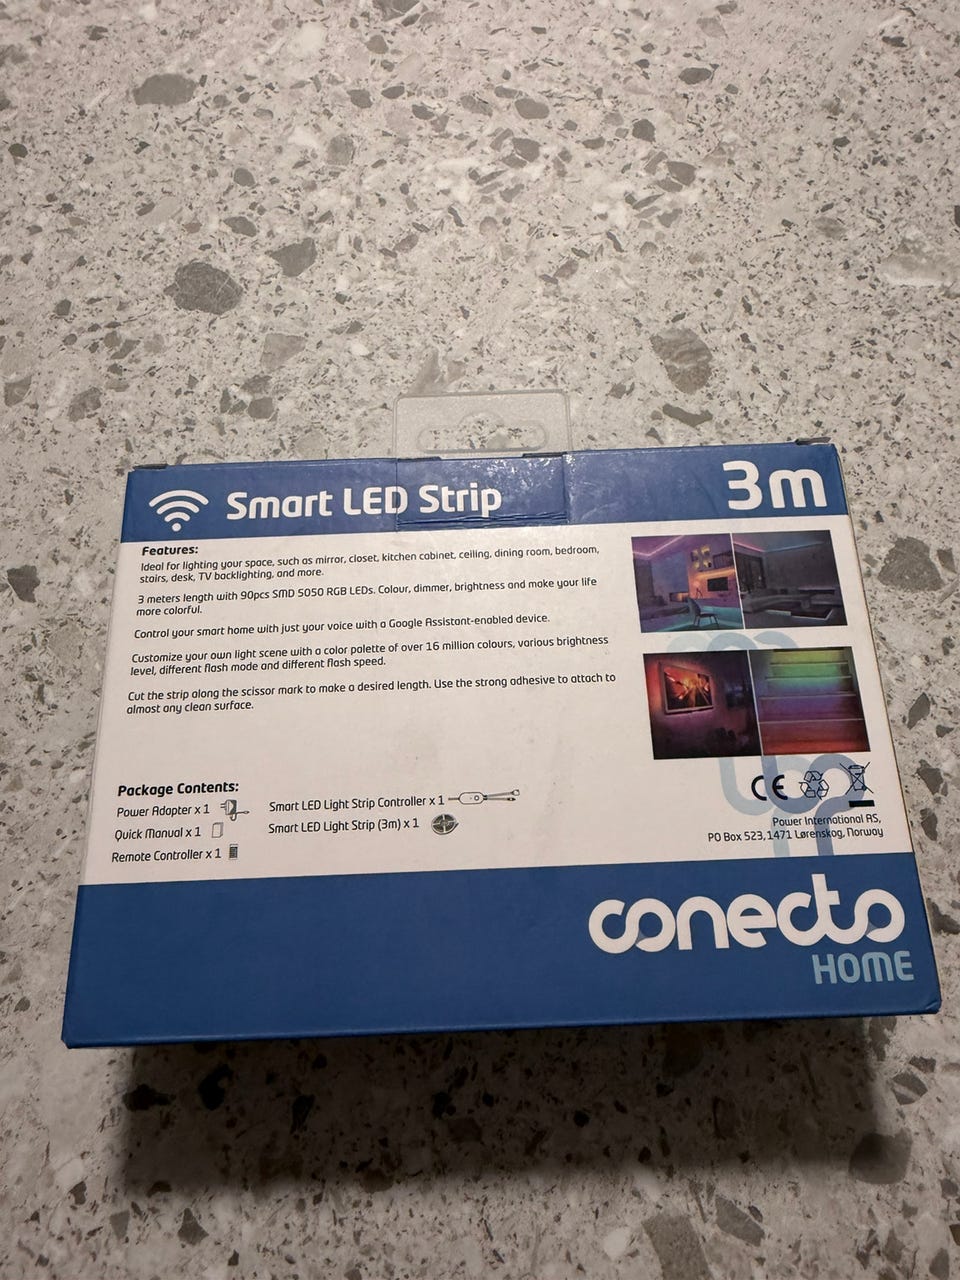 Smart LED Strip
3m
Features:
Ideal for lighting your space, such as mirror, closet, kitchen cabinet, ceiling, dining room, bedroom,
stairs, desk, TV backlighting, and more.
3 meters length with 90pcs SMD 5050 RGB LEDs. Colour, dimmer, brightness and make your life
more colorful.
Control your smart home with just your voice with a Google Assistant-enabled device.
Customize your own light scene with a color palette of over 16 million colours, various brightness
level, different flash mode and different flash speed.
Cut the strip along the scissor mark to make a desired length. Use the strong adhesive to attach to
almost any clean surface.
Package Contents:
Power Adapter x 1
Quick Manual x 1
Remote Controller x 1
Smart LED Light Strip Controller x 1
Smart LED Light Strip (3m) x 1
CE
Power International AS,
PO Box 523, 1471 Lørenskog, Norway
conecto
HOME